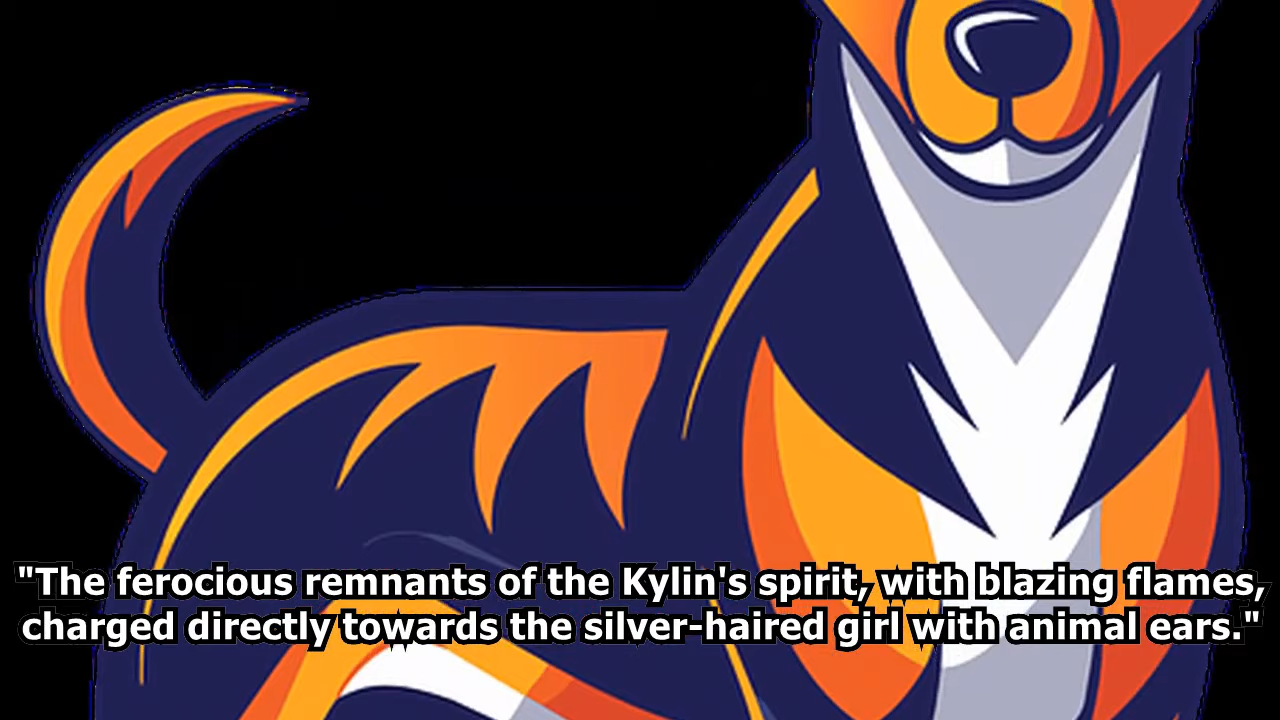 "The ferocious remnants of the Kylin's spirit, with blazing flames,
charged directly towards the silver-haired girl with animal ears."